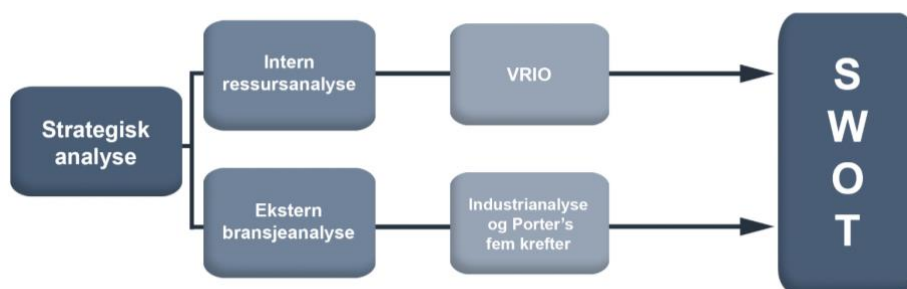 Strategisk
analyse
Intern
ressursanalyse
VRIO
Ekstern
bransjeanalyse
Industrianalyse
og Porter's
fem krefter
S
W
O
T